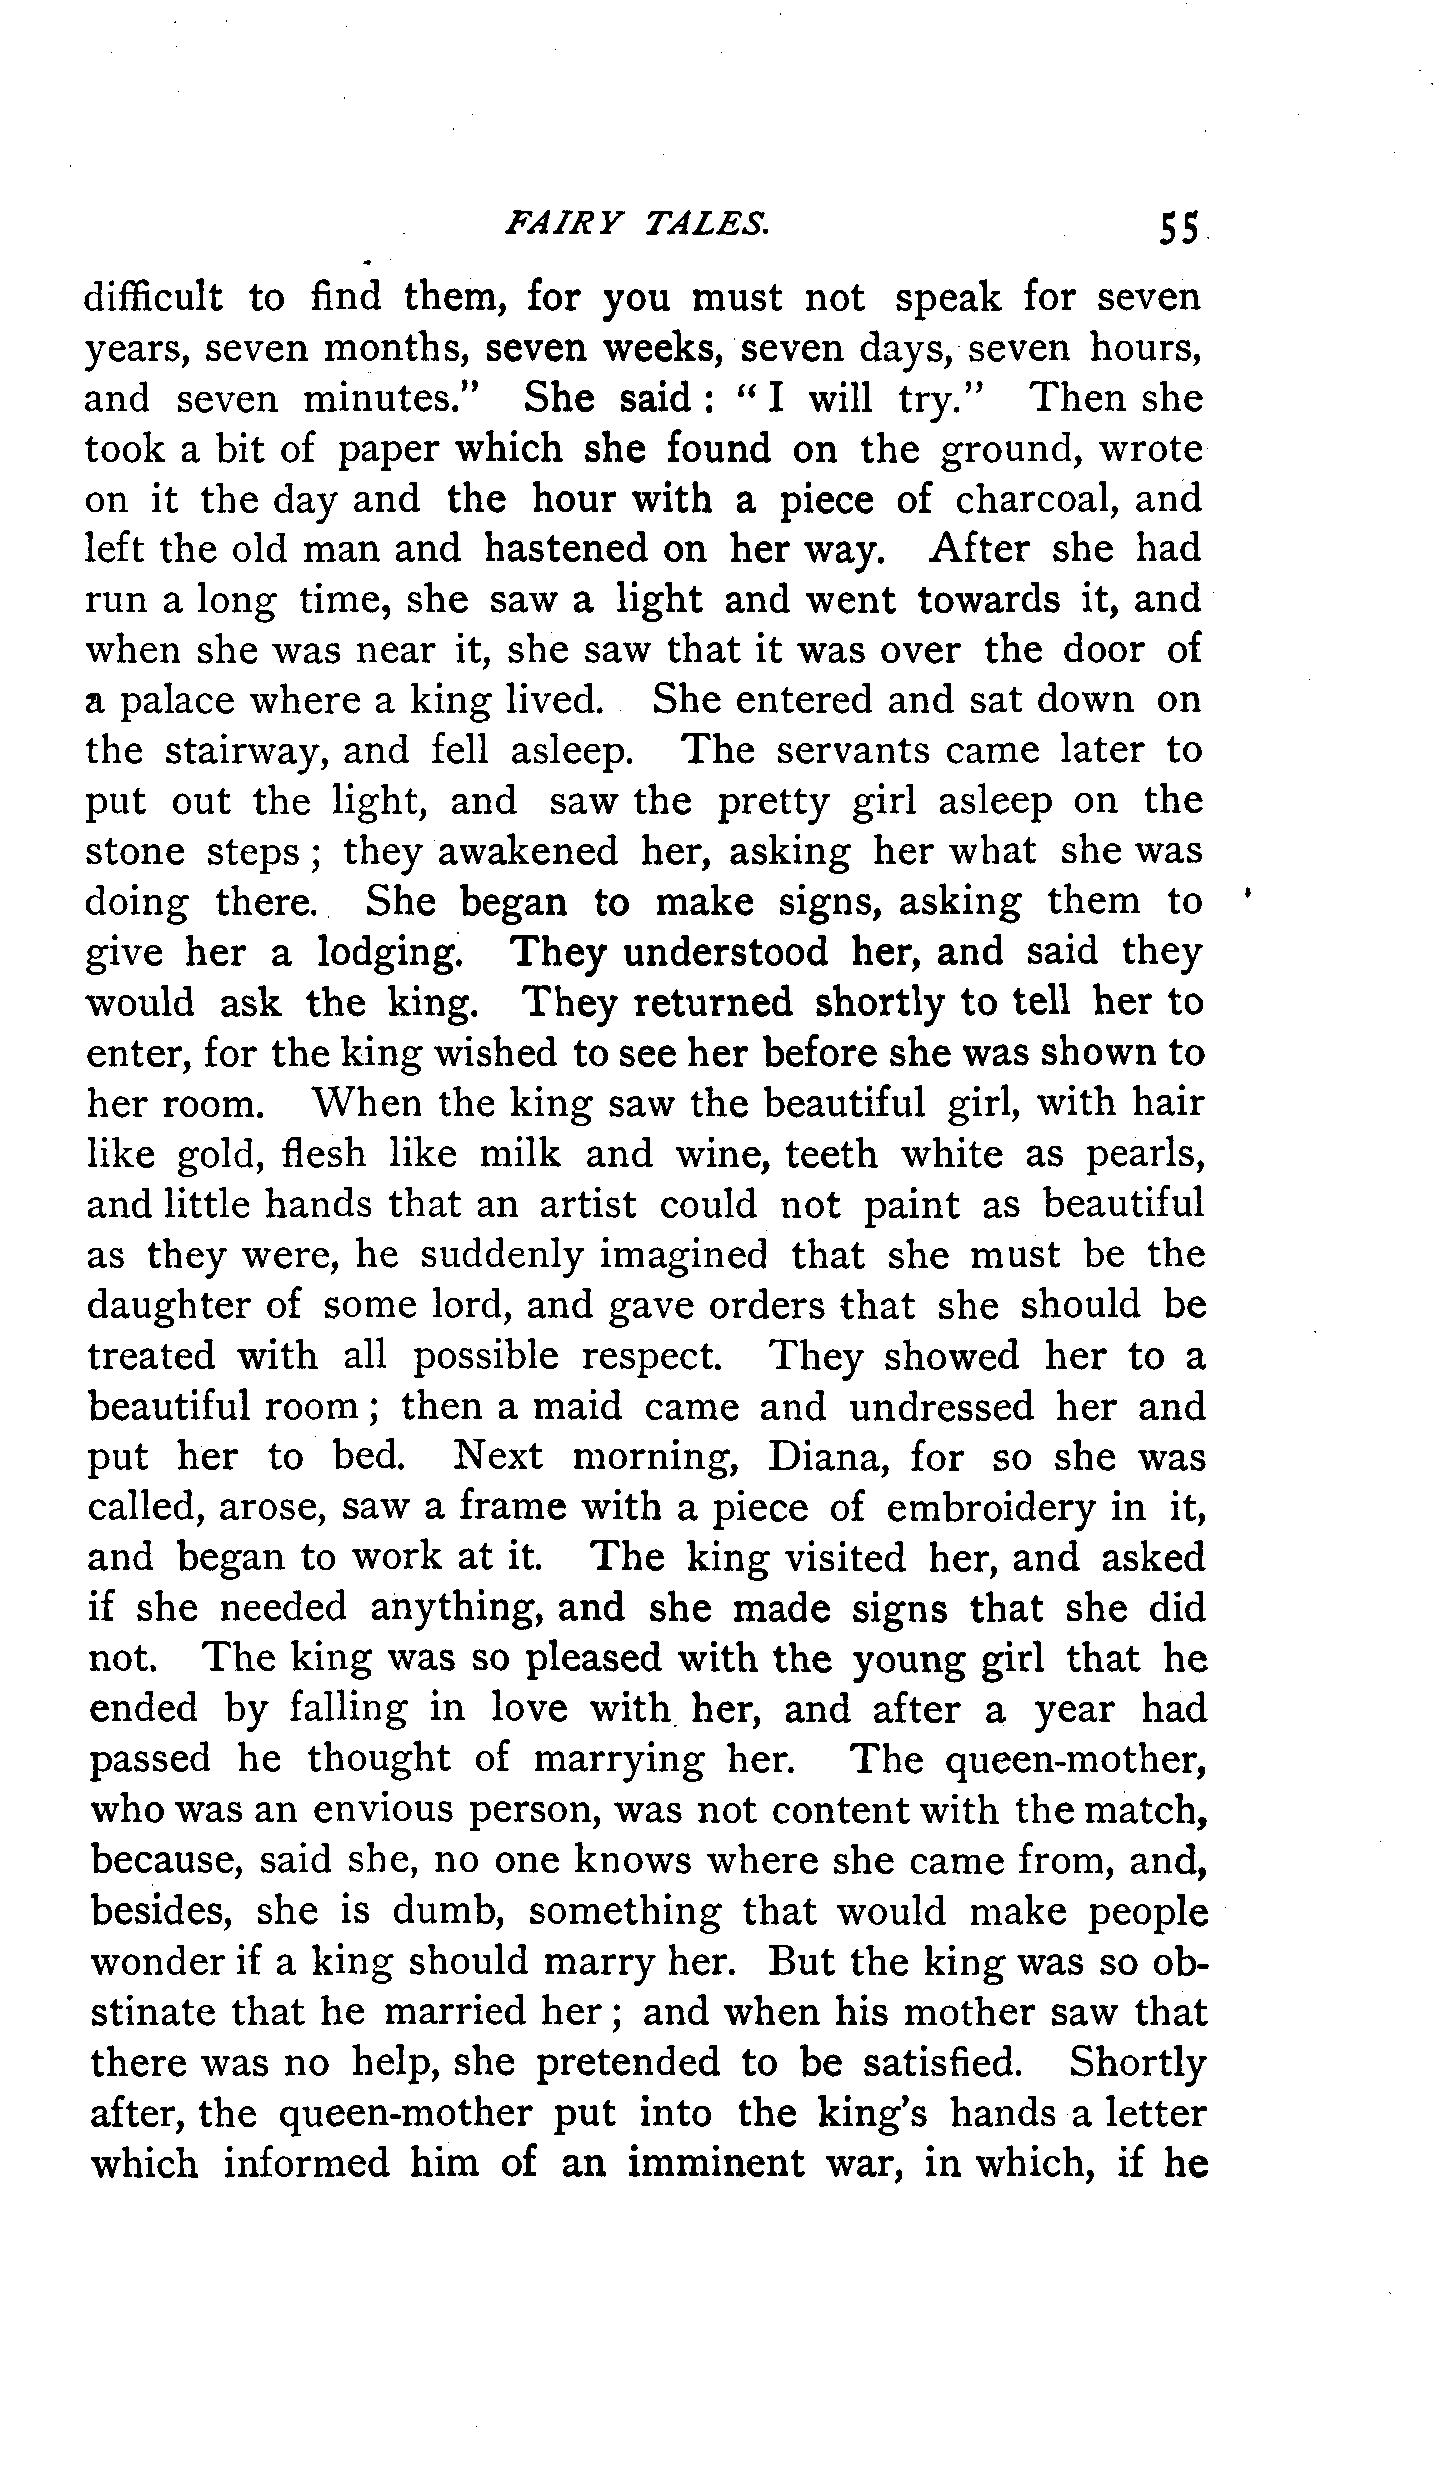 FAIRY TALES. 55
difficult to find them, for you must not speak for seven
years, seven months, seven weeks, seven days, seven hours,
and seven minutes." She said : " I will try." Then she
took a bit of paper which she found on the ground, wrote
on it the day and the hour with a piece of charcoal, and
left the old man and hastened on her way. After she had
run a long time, she saw a light and went towards it, and
when she was near it, she saw that it was over the door of
a palace where a king lived. She entered and sat down on
the stairway, and fell asleep. The servants came later to
put out the light, and saw the pretty girl asleep on the
stone steps ; they awakened her, asking her what she was
doing there. She began to make signs, asking them to
give her a lodging. They understood her, and said they
would ask the king. They returned shortly to tell her to
enter, for the king wished to see her before she was shown to
her room. When the king saw the beautiful girl, with hair
like gold, flesh like milk and wine, teeth white as pearls,
and little hands that an artist could not paint as beautiful
as they were, he suddenly imagined that she must be the
daughter of some lord, and gave orders that she should be
treated with all possible respect. They showed her to a
beautiful room ; then a maid came and undressed her and
put her to bed. Next morning, Diana, for so she was
called, arose, saw a frame with a piece of embroidery in it,
and began to work at it. The king visited her, and asked
if she needed anything, and she made signs that she did
not. The king was so pleased with the young girl that he
ended by falling in love with her, and after a year had
passed he thought of marrying her. The queen-mother,
who was an envious person, was not content with the match,
because, said she, no one knows where she came from, and,
besides, she is dumb, something that would make people
wonder if a king should marry her. But the king was so ob-
stinate that he married her ; and when his mother saw that
there was no help, she pretended to be satisfied. Shortly
after, the queen-mother put into the king's hands a letter
which informed him of an imminent war, in which, if he